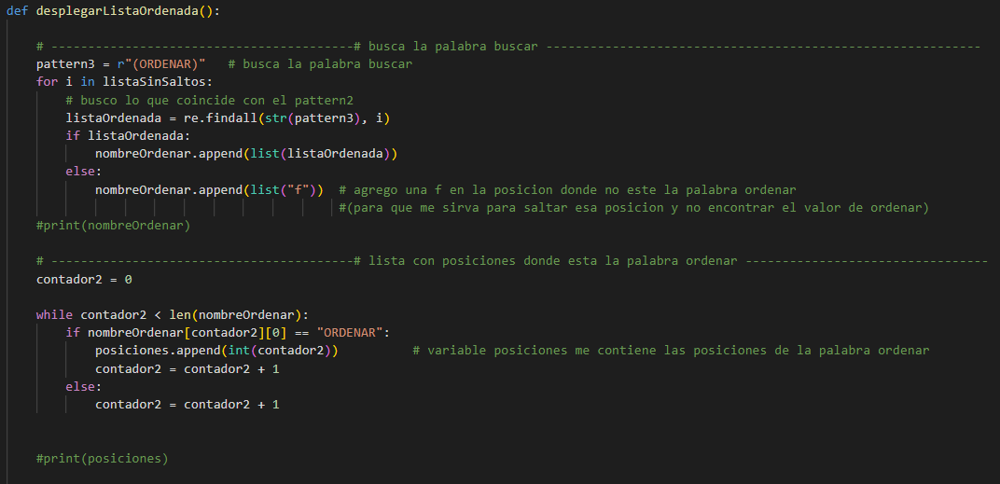 def desplegarListaOrdenada():
# -----------------------------------------# busca la palabra buscar -----------------------------------------------------------
pattern3 = r"(ORDENAR)"   # busca la palabra buscar
for i in listaSinSaltos:
# busco lo que coincide con el pattern2
listaOrdenada = re.findall(str(pattern3), i)
if listaOrdenada:
nombreOrdenar.append(list(listaOrdenada))
else:
nombreOrdenar.append(list("f"))  # agrego una f en la posicion donde no este la palabra ordenar
#(para que me sirva para saltar esa posicion y no encontrar el valor de ordenar)
#print(nombreOrdenar)
# -----------------------------------------# lista con posiciones donde esta la palabra ordenar ---------------------------------
contador2 = 0
while contador2 < len(nombreOrdenar):
if nombreOrdenar[contador2][0] == "ORDENAR":
posiciones.append(int(contador2))          # variable posiciones me contiene las posiciones de la palabra ordenar
contador2 = contador2 + 1
else:
contador2 = contador2 + 1
#print(posiciones)